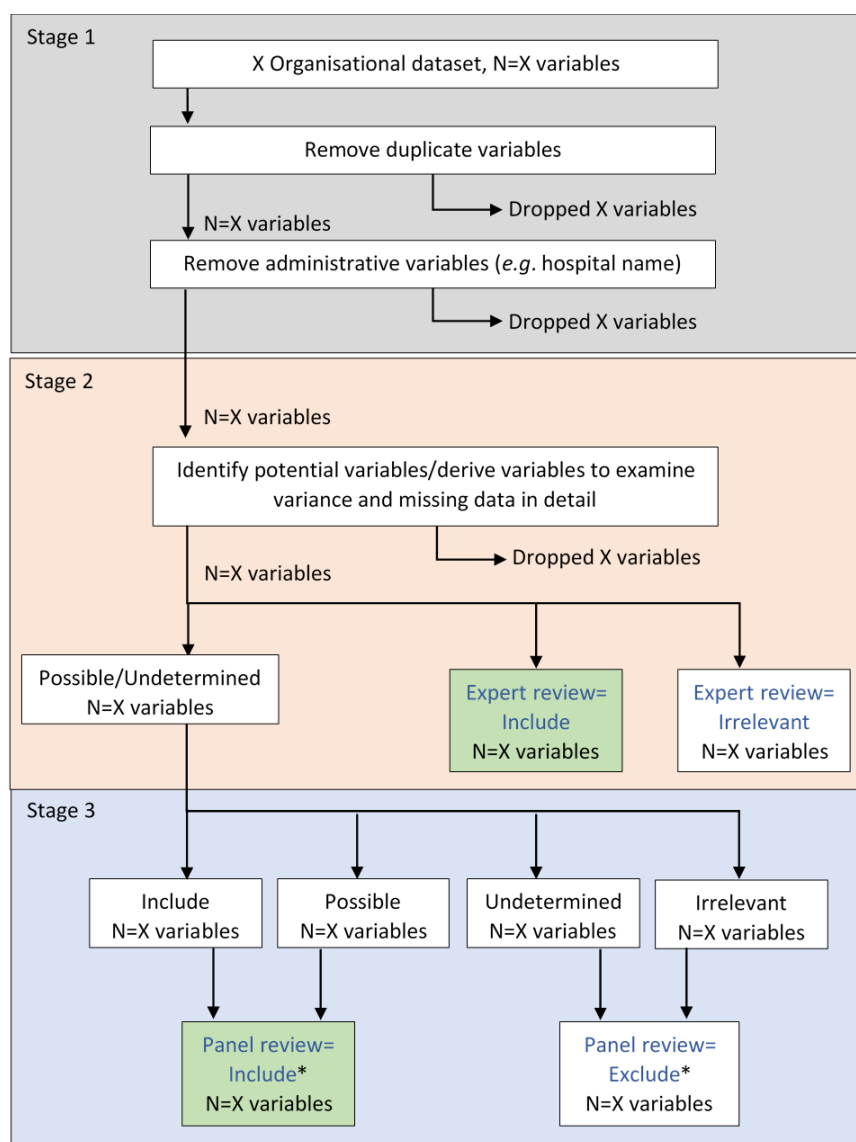 Stage 1
X Organisational dataset, N=X variables
Remove duplicate variables
Dropped X variables
N=X variables
Remove administrative variables (e.g. hospital name)
Dropped X variables
Stage 2
N=X variables
Identify potential variables/derive variables to examine
variance and missing data in detail
Dropped X variables
N=X variables
Possible/Undetermined
N=X variables
Expert review=
Include
N=X variables
Expert review=
Irrelevant
N=X variables
Stage 3
Include
N=X variables
Possible
N=X variables
Undetermined
N=X variables
Irrelevant
N=X variables
Panel review=
Include*
N=X variables
Panel review=
Exclude*
N=X variables